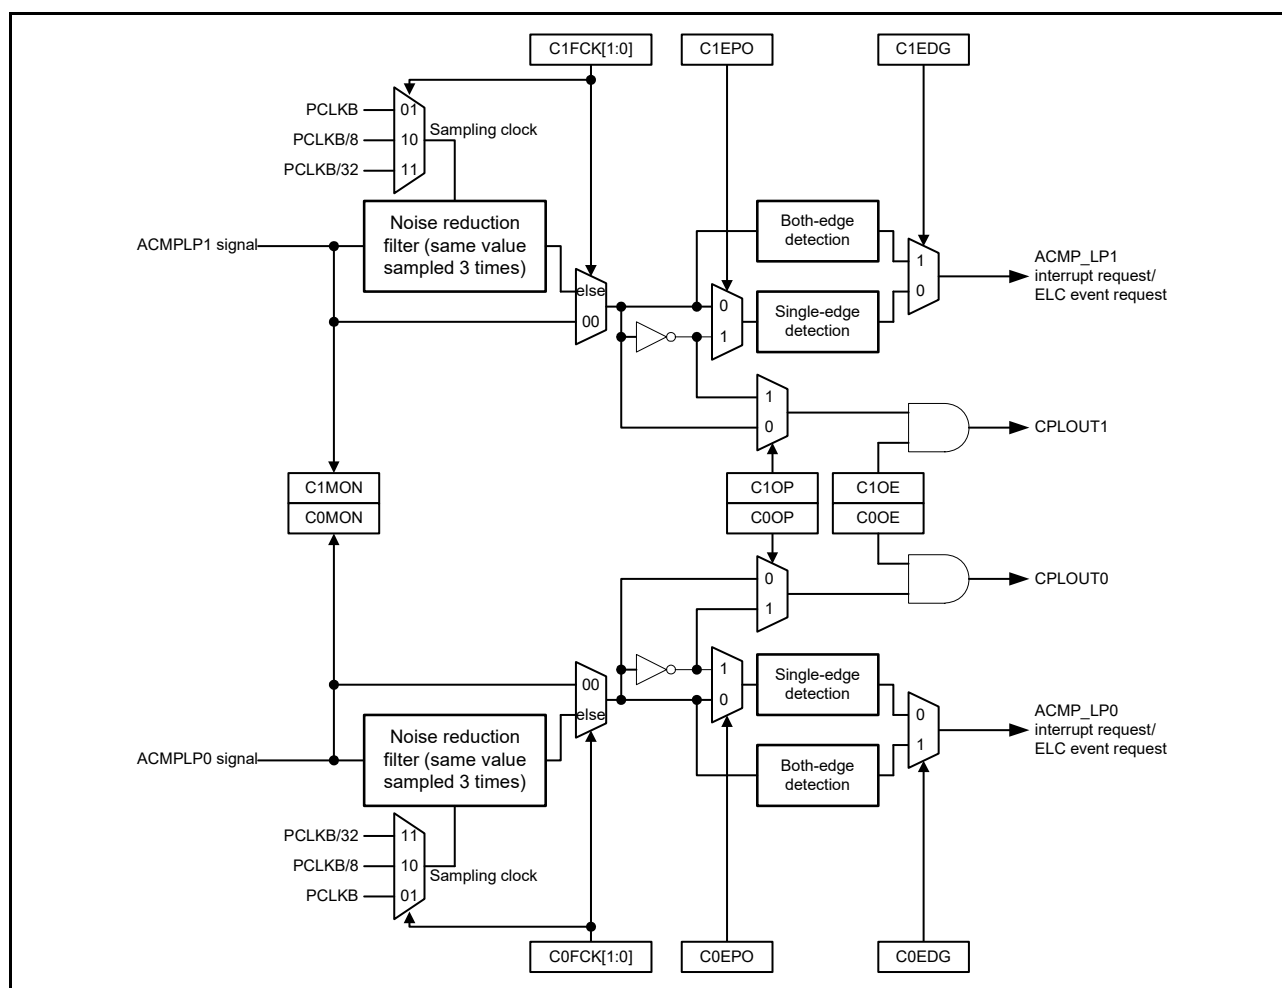 C1FCK[1:0]
C1EPO
C1EDG
PCLKB
01
Sampling clock
PCLKB/8
10
PCLKB/32
11
ACMPLP1 signal
Noise reduction
filter (same value
sampled 3 times)
else
00
0
1
Both-edge
detection
Single-edge
detection
1
0
ACMP_LP1
interrupt request/
ELC event request
1
0
CPLOUT1
C1MON
C0MON
C1OP
C0OP
C1OE
C0OE
0
1
CPLOUT0
00
else
1
0
Single-edge
detection
Both-edge
detection
0
1
ACMP_LP0
interrupt request/
ELC event request
ACMPLP0 signal
Noise reduction
filter (same value
sampled 3 times)
PCLKB/32
11
PCLKB/8
10
Sampling clock
PCLKB
01
C0FCK[1:0]
C0EPO
C0EDG